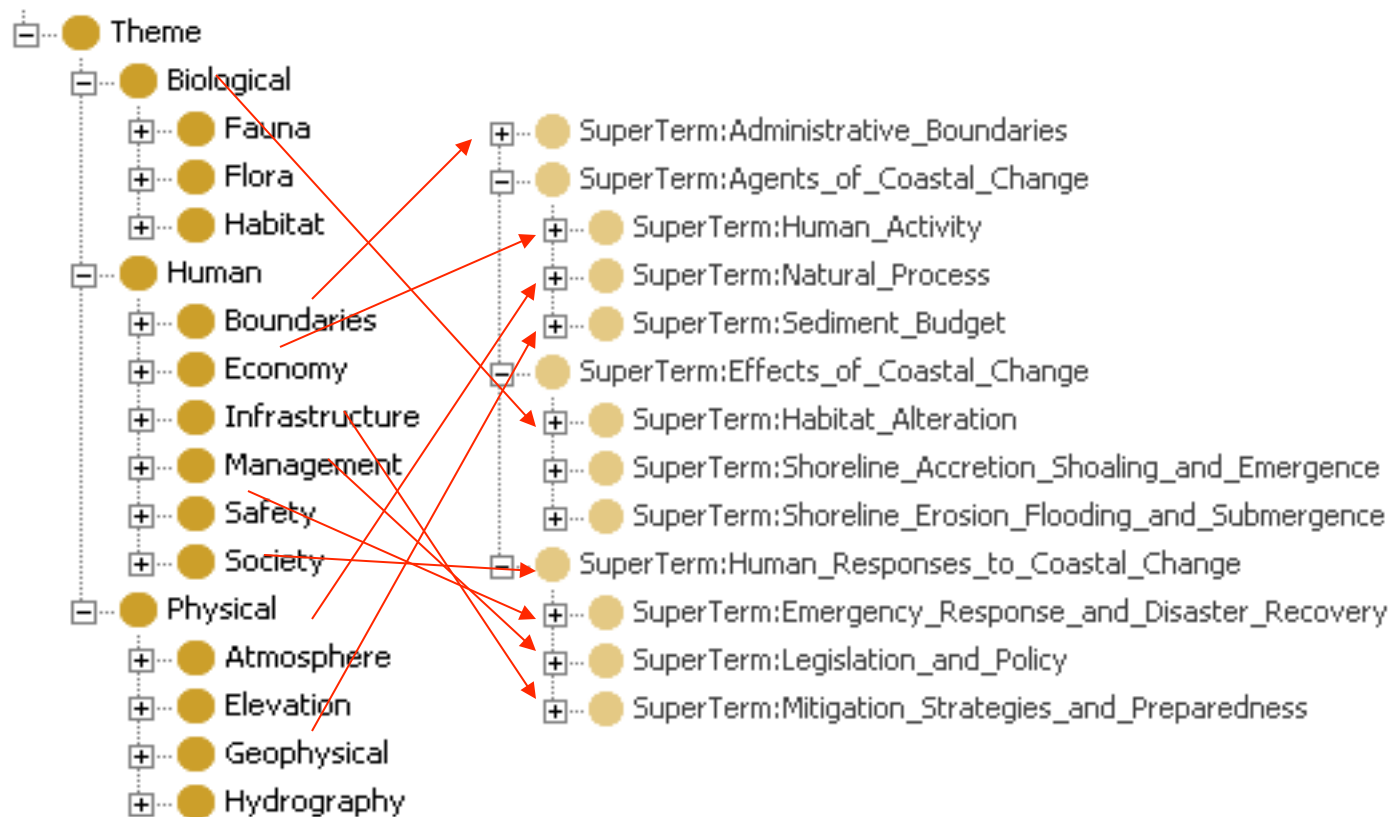 Theme
Biological
Fauna
Flora
Habitat
Human
Boundaries
Economy
Infrastructure
Management
Safety
Society
Physical
Atmosphere
Elevation
Geophysical
Hydrography
SuperTerm:Administrative_Boundaries
SuperTerm:Agents_of_Coastal_Change
SuperTerm:Human_Activity
SuperTerm:Natural_Process
SuperTerm:Sediment_Budget
SuperTerm:Effects_of_Coastal_Change
SuperTerm:Habitat_Alteration
SuperTerm:Shoreline_Accretion_Shoaling_and_Emergence
SuperTerm:Shoreline_Erosion_Flooding_and_Submergence
SuperTerm:Human_Responses_to_Coastal_Change
SuperTerm:Emergency_Response_and_Disaster_Recovery
SuperTerm:Legislation_and_Policy
SuperTerm:Mitigation_Strategies_and_Preparedness